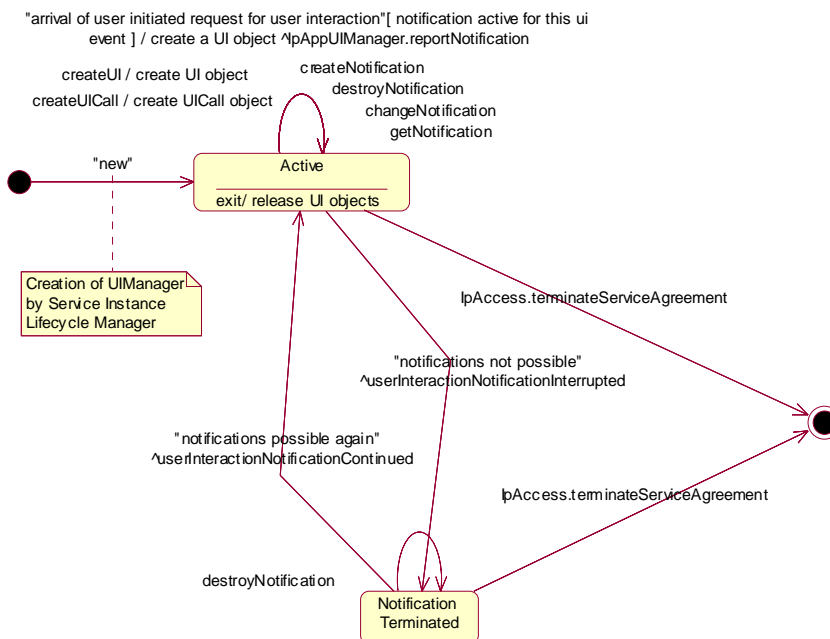 "arrival of user initiated request for user interaction"[ notification active for this ui
event ] / create a UI object ^IpAppUIManager.reportNotification
createUI / create UI object
createUICall / create UICall object
createNotification
destroyNotification
changeNotification
getNotification
"new"
Active
exit/ release UI objects
Creation of UIManager
by Service Instance
Lifecycle Manager
IpAccess.terminateServiceAgreement
"notifications not possible"
^userInteractionNotificationInterrupted
"notifications possible again"
^userInteractionNotificationContinued
IpAccess.terminateServiceAgreement
destroyNotification
Notification
Terminated